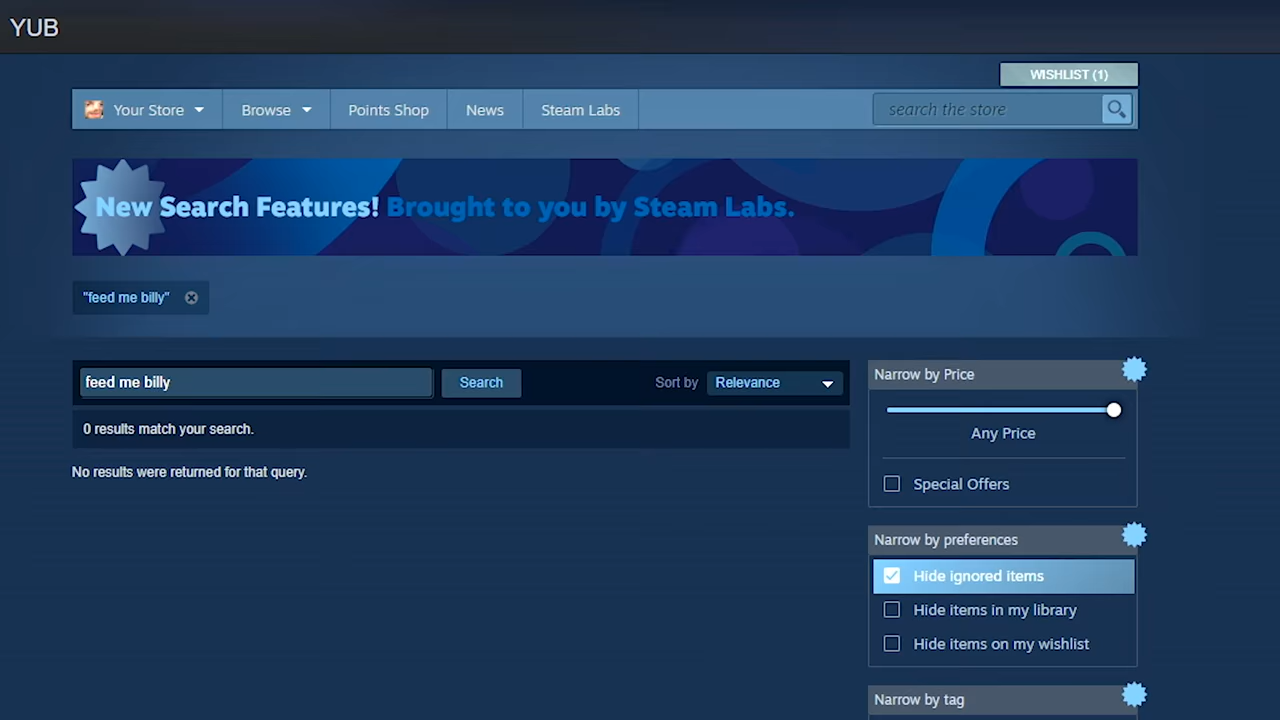 YUB
WISHLIST (1)
Your Store Browse Points Shop News Steam Labs search the store
New Search Features! Brought to you by Steam Labs.
"feed me billy"
feed me billy Search Sort by Relevance
0 results match your search.
No results were returned for that query.
Narrow by Price
Any Price
Special Offers
Narrow by preferences
Hide ignored items
Hide items in my library
Hide items on my wishlist
Narrow by tag